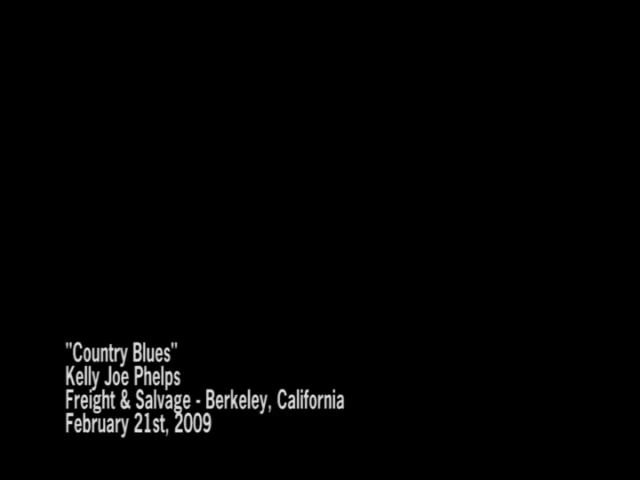 "Country Blues"
Kelly Joe Phelps
Freight & Salvage - Berkeley, California
February 21st, 2009